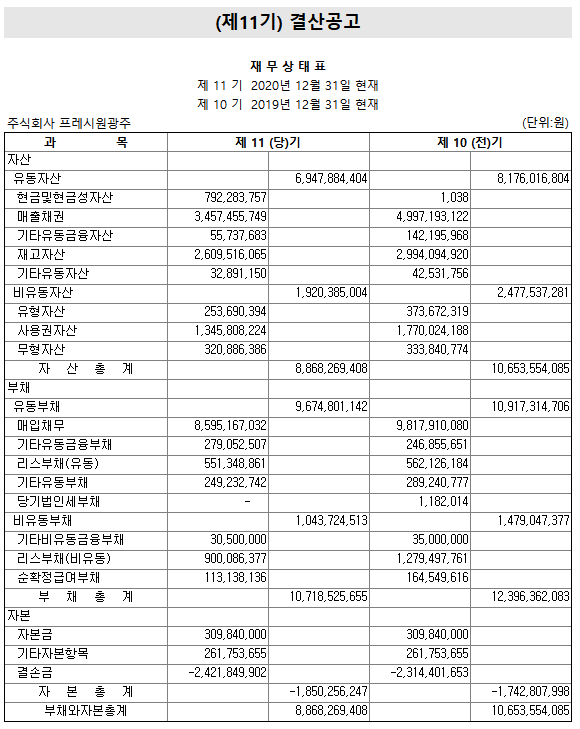 (제11기) 결산공고
재 무 상 태 표
제 11 기 2020년 12월 31일 현재
제 10 기 2019년 12월 31일 현재
주식회사 프레시원광주 (단위:원)
과 목 제 11 (당)기 제 10 (전)기
자산
유동자산 6,947,884,404 8,176,016,804
현금및현금성자산 792,283,757 1,038
매출채권 3,457,455,749 4,997,193,122
기타유동금융자산 55,737,683 142,195,968
재고자산 2,609,516,065 2,994,094,920
기타유동자산 32,891,150 42,531,756
비유동자산 1,920,385,004 2,477,537,281
유형자산 253,690,394 373,672,319
사용권자산 1,345,808,224 1,770,024,188
무형자산 320,886,386 333,840,774
자 산 총 계 8,868,269,408 10,653,554,085
부채
유동부채 9,674,801,142 10,917,314,706
매입채무 8,595,167,032 9,817,910,080
기타유동금융부채 279,052,507 246,855,651
리스부채(유동) 551,348,861 562,126,184
기타유동부채 249,232,742 289,240,777
당기법인세부채 - 1,182,014
비유동부채 1,043,724,513 1,479,047,377
기타비유동금융부채 30,500,000 35,000,000
리스부채(비유동) 900,086,377 1,279,497,761
순확정급여부채 113,138,136 164,549,616
부 채 총 계 10,718,525,655 12,396,362,083
자본
자본금 309,840,000 309,840,000
기타자본항목 261,753,655 261,753,655
결손금 -2,421,849,902 -2,314,401,653
자 본 총 계 -1,850,256,247 -1,742,807,998
부채와자본총계 8,868,269,408 10,653,554,085